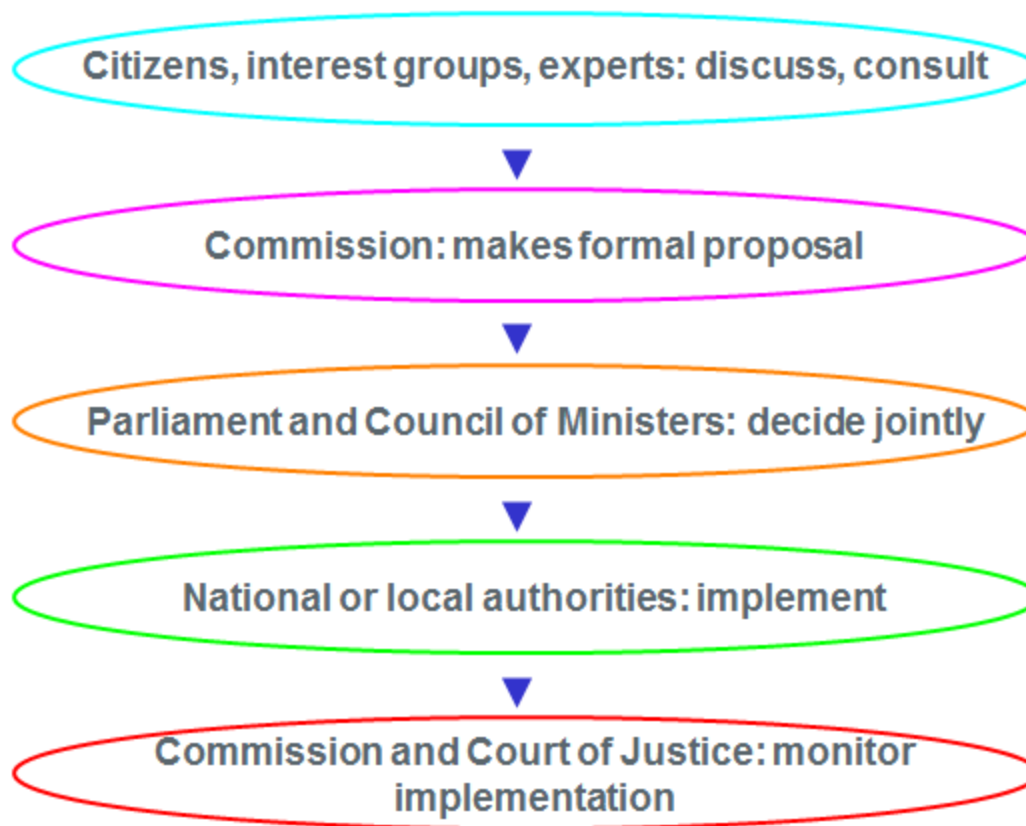 Citizens, interest groups, experts: discuss, consult
Commission: makes formal proposal
Parliament and Council of Ministers: decide jointly
National or local authorities: implement
Commission and Court of Justice: monitor
implementation